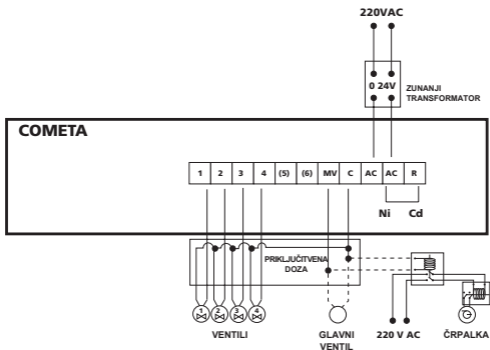 220VAC
0 24V
ZUNANJI
TRANSFORMATOR
COMETA
1 2 3 4 (5) (6) MV C AC AC R
Ni Cd
PRIKLJUČITVENA
DOZA
1 2 3 4
VENTILI
GLAVNI
VENTIL
220 V AC
ČRPALKA